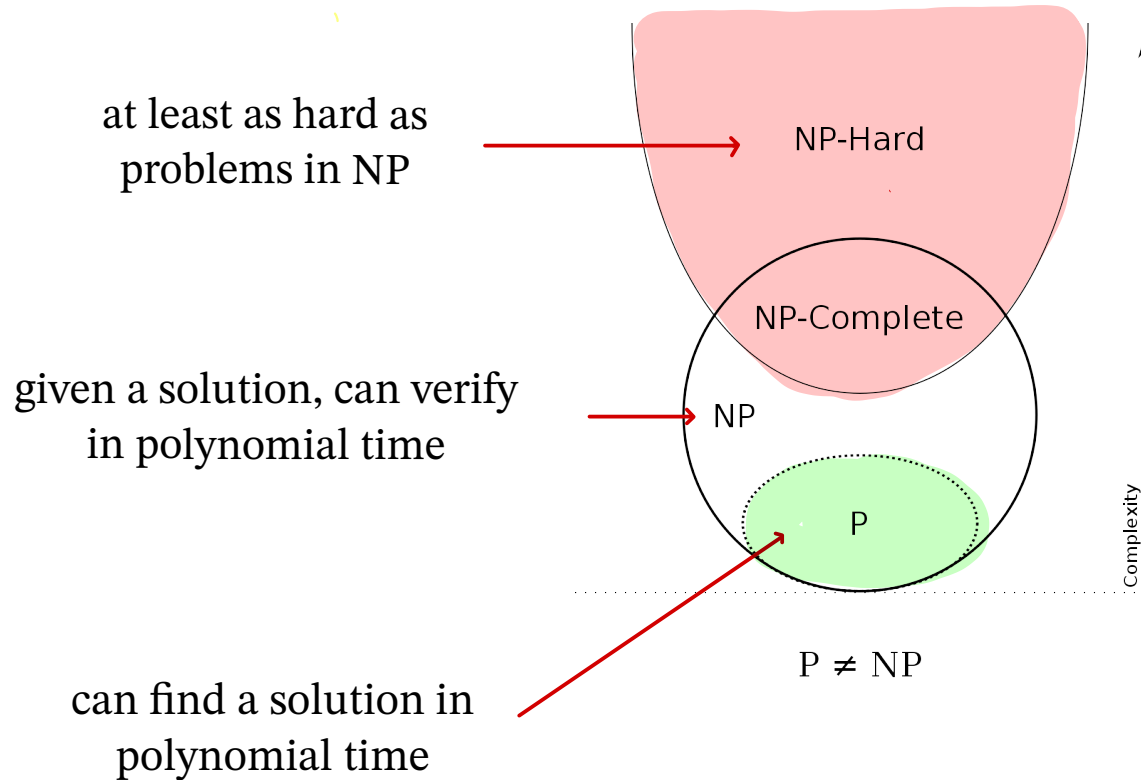 at least as hard as
problems in NP
NP-Hard
NP-Complete
given a solution, can verify
in polynomial time
NP
P
Complexity
P ≠ NP
can find a solution in
polynomial time